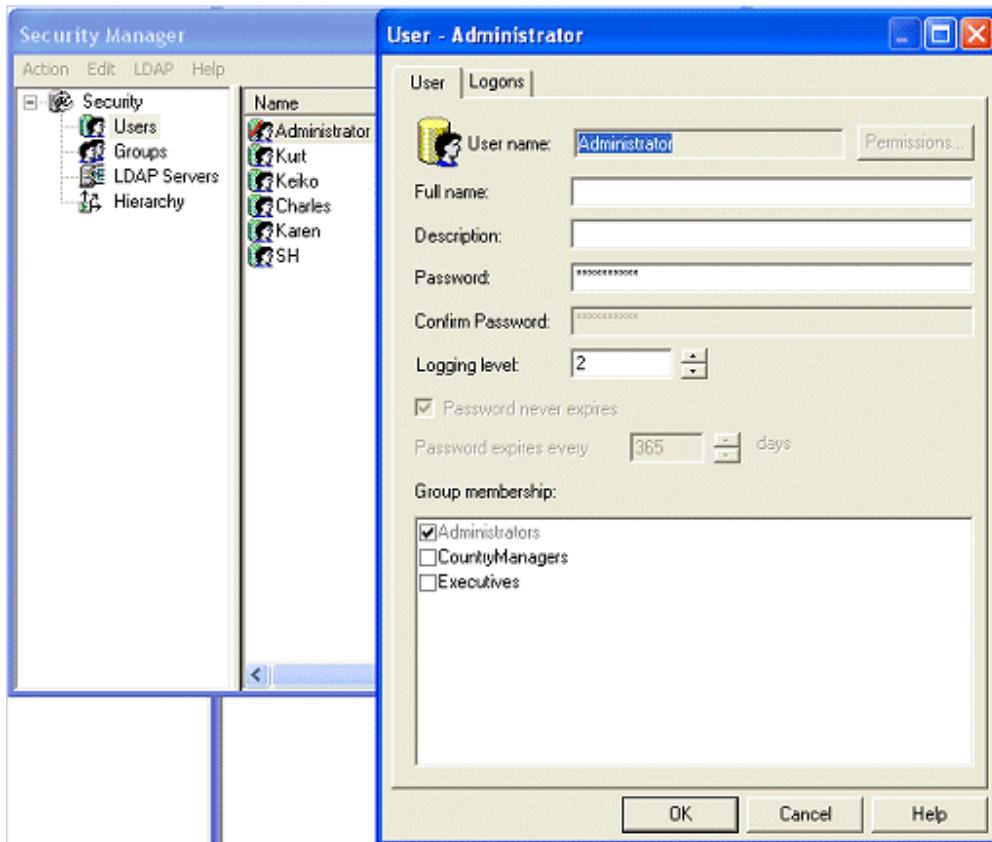 Security Manager
Action Edit LDAP Help
Security
Users
Groups
LDAP Servers
Hierarchy
Name
Administrator
Kurt
Keiko
Charles
Karen
SH
User - Administrator
User Logons
User name: Administrator Permissions...
Full name:
Description:
Password: ***********
Confirm Password: ***********
Logging level: 2
Password never expires
Password expires every 365 days
Group membership:
Administrators
CountryManagers
Executives
OK Cancel Help